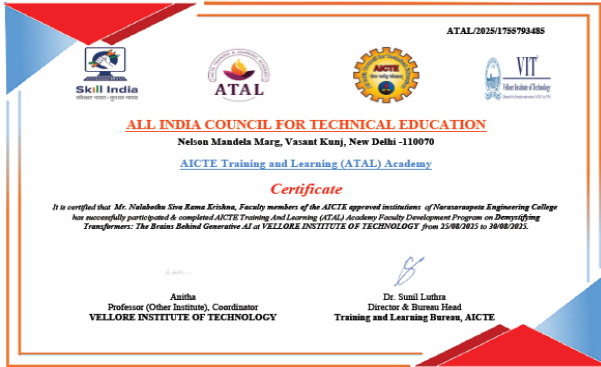 ATAL/2025/1755793485
Skill India
कौशल भारत-कुशल भारत
ATAL
AICTE
VIT
Vellore Institute of Technology
ALL INDIA COUNCIL FOR TECHNICAL EDUCATION
Nelson Mandela Marg, Vasant Kunj, New Delhi -110070
AICTE Training and Learning (ATAL) Academy
Certificate
It is certified that Mr. Nalabothu Siva Rama Krishna, Faculty members of the AICTE approved institutions of Narasaraopeta Engineering College
has successfully participated & completed AICTE Training And Learning (ATAL) Academy Faculty Development Program on Demystifying
Transformers: The Brains Behind Generative AI at VELLORE INSTITUTE OF TECHNOLOGY from 25/08/2025 to 30/08/2025.
Anitha
Professor (Other Institute), Coordinator
VELLORE INSTITUTE OF TECHNOLOGY
Dr. Sunil Luthra
Director & Bureau Head
Training and Learning Bureau, AICTE